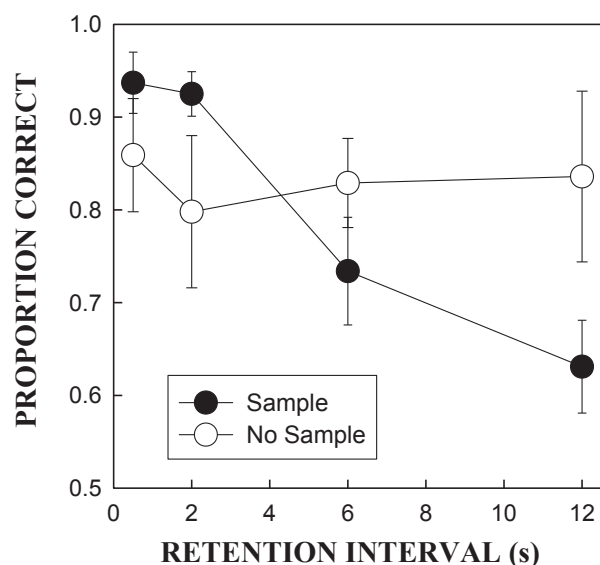 1.0
0.9
0.8
0.7
0.6
0.5
PROPORTION CORRECT
Sample
No Sample
0 2 4 6 8 10 12
RETENTION INTERVAL (s)